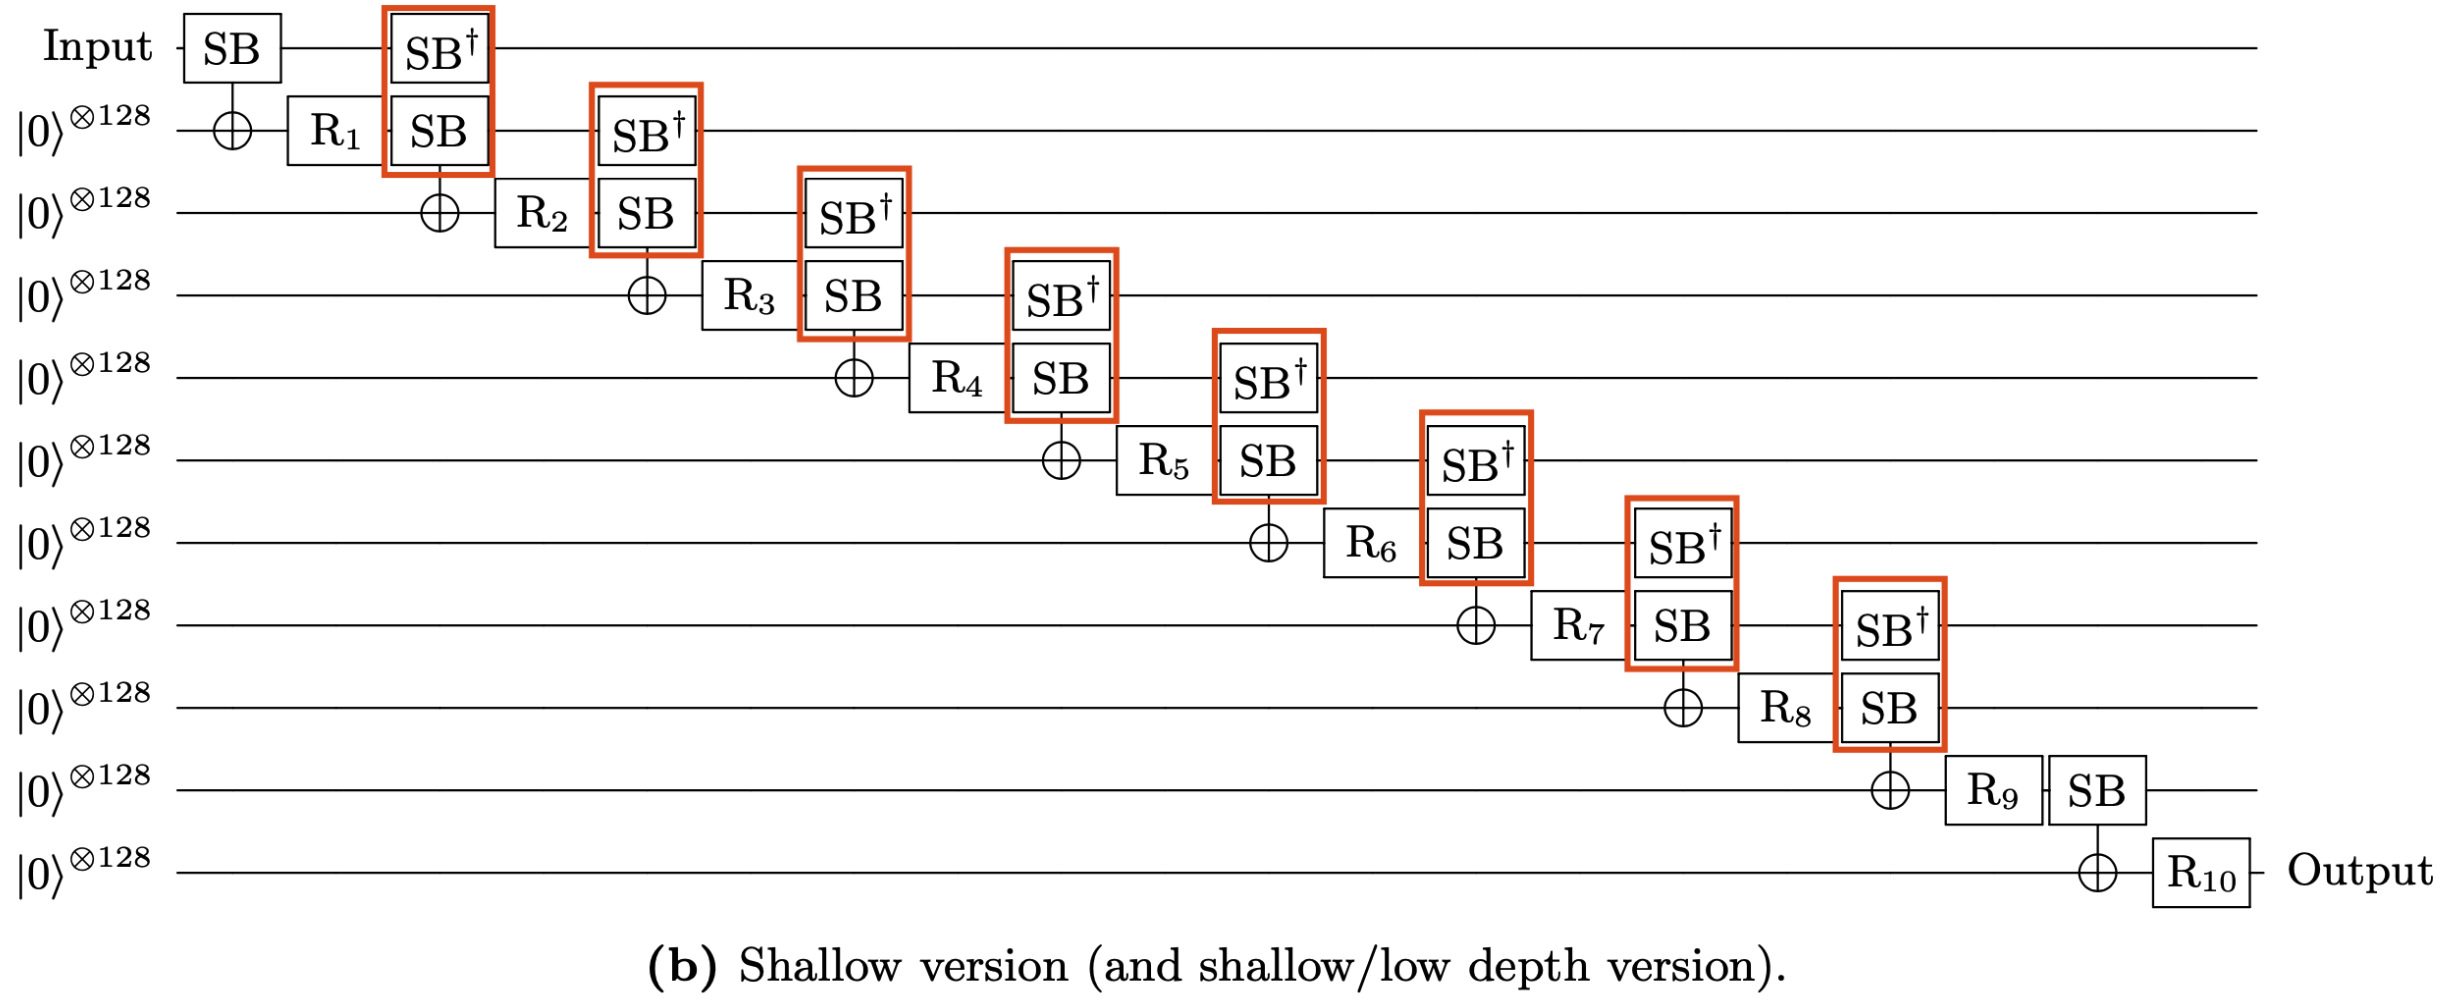 Input SB SB†
|0⟩⊗128 R1 SB SB†
|0⟩⊗128 R2 SB SB†
|0⟩⊗128 R3 SB SB†
|0⟩⊗128 R4 SB SB†
|0⟩⊗128 R5 SB SB†
|0⟩⊗128 R6 SB SB†
|0⟩⊗128 R7 SB SB†
|0⟩⊗128 R8 SB
|0⟩⊗128 R9 SB
|0⟩⊗128 R10 Output
(b) Shallow version (and shallow/low depth version).